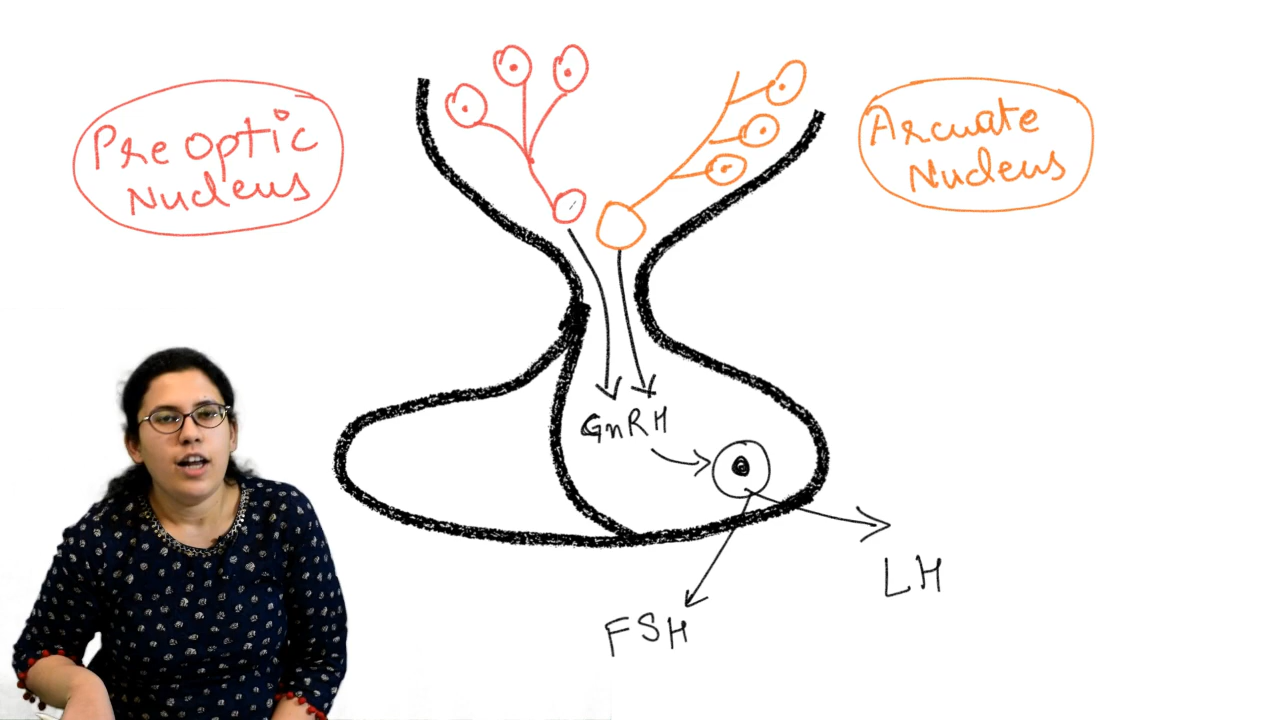 Pre Optic
Nucleus
Arcuate
Nucleus
GnRH
LH
FSH